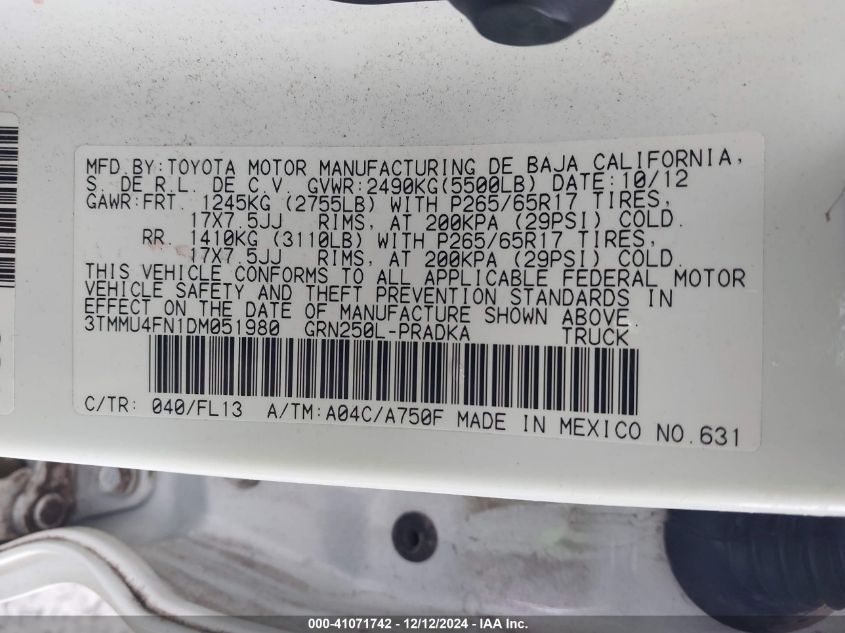 MFD.BY:TOYOTA MOTOR MANUFACTURING DE BAJA CALIFORNIA,
S. DE R.L. DE C.V. GVWR:2490KG(5500LB) DATE:10/12
GAWR:FRT. 1245KG (2755LB) WITH P265/65R17 TIRES,
17X7.5JJ RIMS, AT 200KPA (29PSI) COLD.
RR 1410KG (3110LB) WITH P265/65R17 TIRES,
17X7.5JJ RIMS, AT 200KPA (29PSI) COLD.
THIS VEHICLE CONFORMS TO ALL APPLICABLE FEDERAL MOTOR
VEHICLE SAFETY AND THEFT PREVENTION STANDARDS IN
EFFECT ON THE DATE OF MANUFACTURE SHOWN ABOVE.
3TMMU4FN1DM051980 GRN250L-PRADKA TRUCK
C/TR: 040/FL13 A/TM:A04C/A750F MADE IN MEXICO NO.631
000-41071742 - 12/12/2024 - IAA Inc.